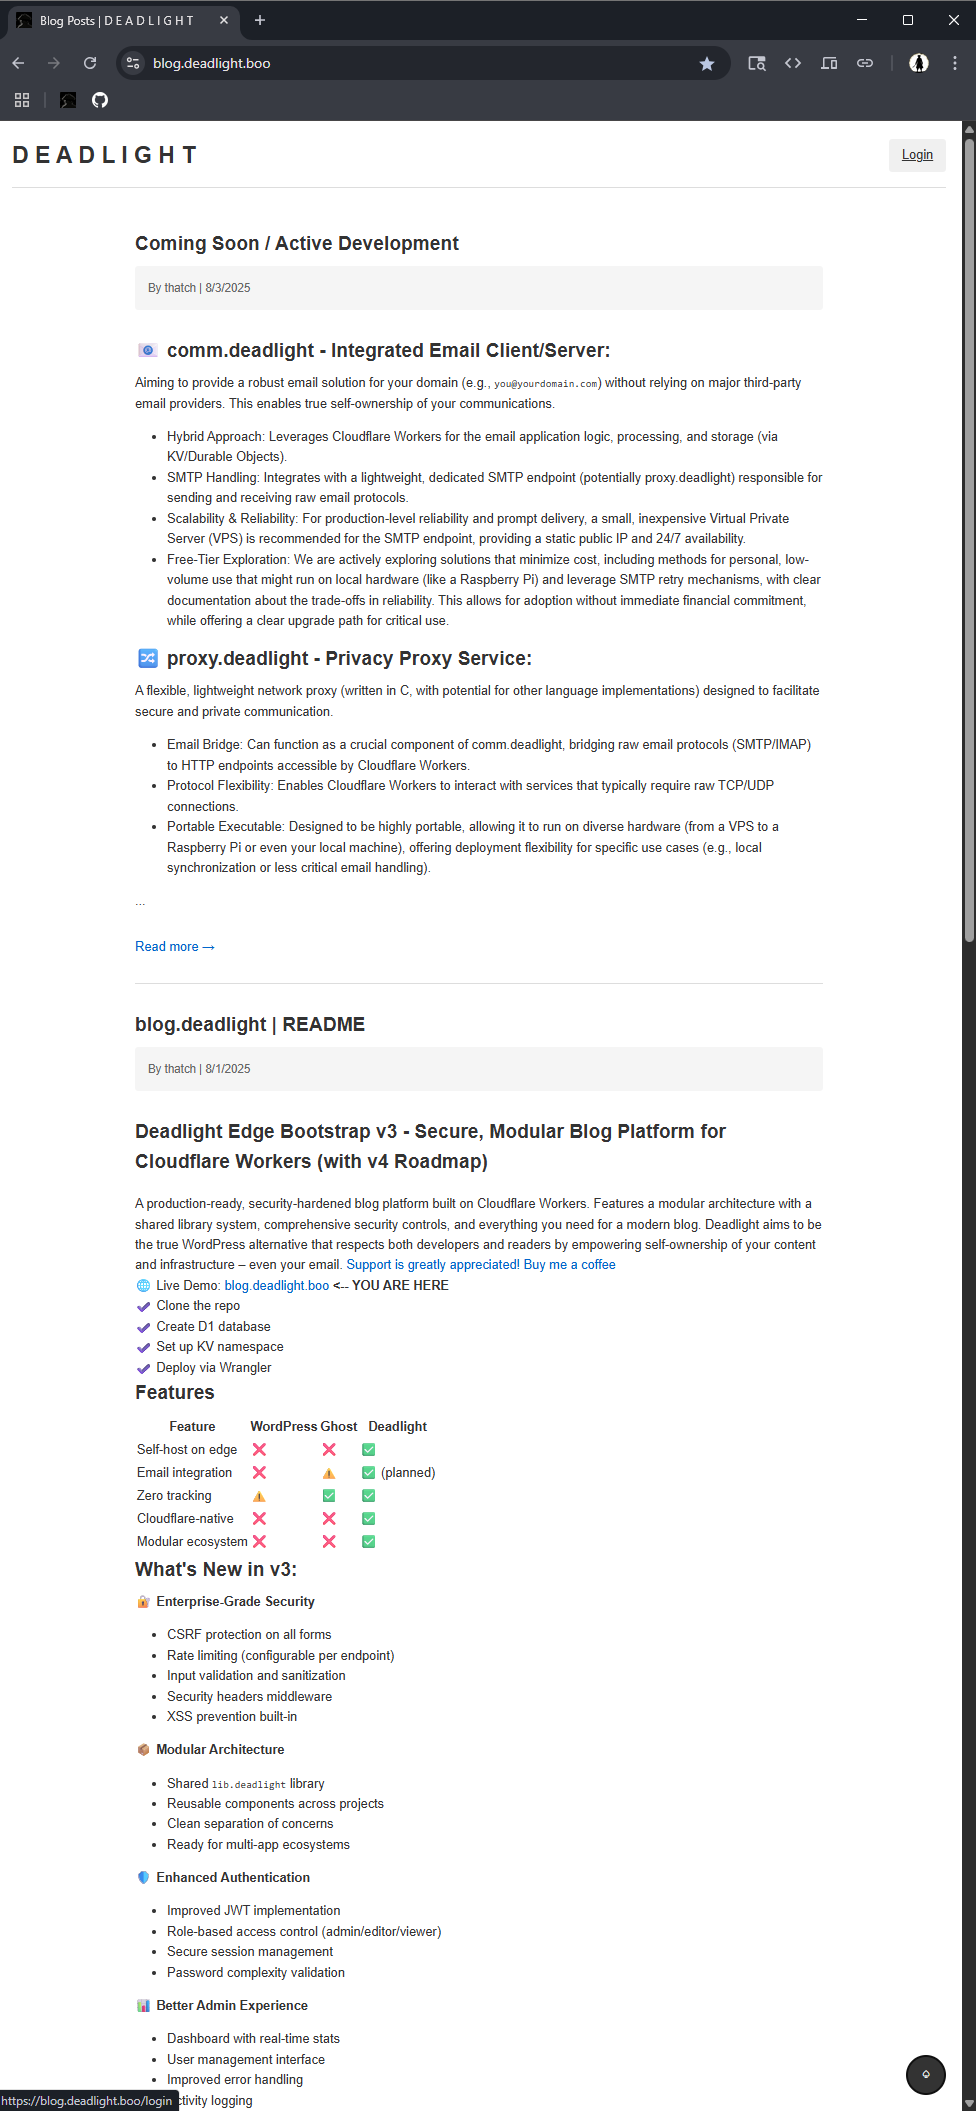 Blog Posts | D E A D L I G H T
blog.deadlight.boo
D E A D L I G H T
Login
Coming Soon / Active Development
By thatch | 8/3/2025
comm.deadlight - Integrated Email Client/Server:
Aiming to provide a robust email solution for your domain (e.g., you@yourdomain.com) without relying on major third-party
email providers. This enables true self-ownership of your communications.
• Hybrid Approach: Leverages Cloudflare Workers for the email application logic, processing, and storage (via
KV/Durable Objects).
• SMTP Handling: Integrates with a lightweight, dedicated SMTP endpoint (potentially proxy.deadlight) responsible for
sending and receiving raw email protocols.
• Scalability & Reliability: For production-level reliability and prompt delivery, a small, inexpensive Virtual Private
Server (VPS) is recommended for the SMTP endpoint, providing a static public IP and 24/7 availability.
• Free-Tier Exploration: We are actively exploring solutions that minimize cost, including methods for personal, low-
volume use that might run on local hardware (like a Raspberry Pi) and leverage SMTP retry mechanisms, with clear
documentation about the trade-offs in reliability. This allows for adoption without immediate financial commitment,
while offering a clear upgrade path for critical use.
proxy.deadlight - Privacy Proxy Service:
A flexible, lightweight network proxy (written in C, with potential for other language implementations) designed to facilitate
secure and private communication.
• Email Bridge: Can function as a crucial component of comm.deadlight, bridging raw email protocols (SMTP/IMAP)
to HTTP endpoints accessible by Cloudflare Workers.
• Protocol Flexibility: Enables Cloudflare Workers to interact with services that typically require raw TCP/UDP
connections.
• Portable Executable: Designed to be highly portable, allowing it to run on diverse hardware (from a VPS to a
Raspberry Pi or even your local machine), offering deployment flexibility for specific use cases (e.g., local
synchronization or less critical email handling).
...
Read more →
blog.deadlight | README
By thatch | 8/1/2025
Deadlight Edge Bootstrap v3 - Secure, Modular Blog Platform for
Cloudflare Workers (with v4 Roadmap)
A production-ready, security-hardened blog platform built on Cloudflare Workers. Features a modular architecture with a
shared library system, comprehensive security controls, and everything you need for a modern blog. Deadlight aims to be
the true WordPress alternative that respects both developers and readers by empowering self-ownership of your content
and infrastructure – even your email. Support is greatly appreciated! Buy me a coffee
🌐 Live Demo: blog.deadlight.boo <-- YOU ARE HERE
✔ Clone the repo
✔ Create D1 database
✔ Set up KV namespace
✔ Deploy via Wrangler
Features
Feature WordPress Ghost Deadlight
Self-host on edge ❌ ❌ ✅
Email integration ❌ ⚠️ ✅ (planned)
Zero tracking ⚠️ ✅ ✅
Cloudflare-native ❌ ❌ ✅
Modular ecosystem ❌ ❌ ✅
What's New in v3:
🔐 Enterprise-Grade Security
• CSRF protection on all forms
• Rate limiting (configurable per endpoint)
• Input validation and sanitization
• Security headers middleware
• XSS prevention built-in
📦 Modular Architecture
• Shared lib.deadlight library
• Reusable components across projects
• Clean separation of concerns
• Ready for multi-app ecosystems
🛡️ Enhanced Authentication
• Improved JWT implementation
• Role-based access control (admin/editor/viewer)
• Secure session management
• Password complexity validation
📊 Better Admin Experience
• Dashboard with real-time stats
• User management interface
• Improved error handling
ctivity logging
https://blog.deadlight.boo/login